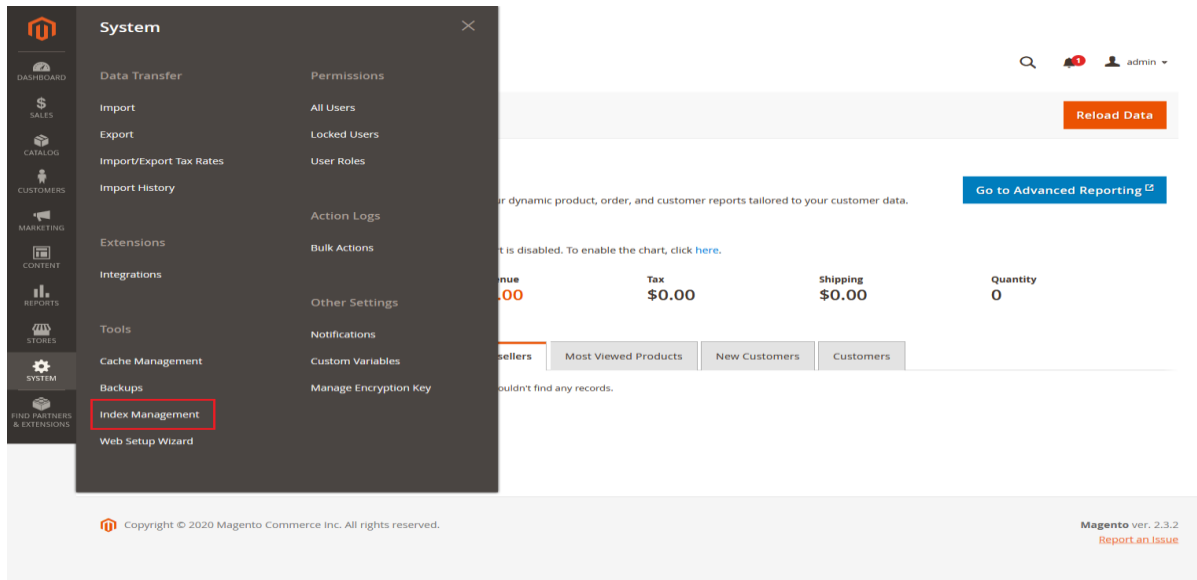 DASHBOARD
SALES
CATALOG
CUSTOMERS
MARKETING
CONTENT
REPORTS
STORES
SYSTEM
FIND PARTNERS
& EXTENSIONS
System
Data Transfer
Import
Export
Import/Export Tax Rates
Import History
Extensions
Integrations
Tools
Cache Management
Backups
Index Management
Web Setup Wizard
Permissions
All Users
Locked Users
User Roles
Action Logs
Bulk Actions
Other Settings
Notifications
Custom Variables
Manage Encryption Key
1
admin
Reload Data
Go to Advanced Reporting
dynamic product, order, and customer reports tailored to your customer data.
is disabled. To enable the chart, click here.
nue Tax Shipping Quantity
.00 $0.00 $0.00 0
sellers Most Viewed Products New Customers Customers
ouldn't find any records.
Copyright © 2020 Magento Commerce Inc. All rights reserved.
Magento ver. 2.3.2
Report an Issue